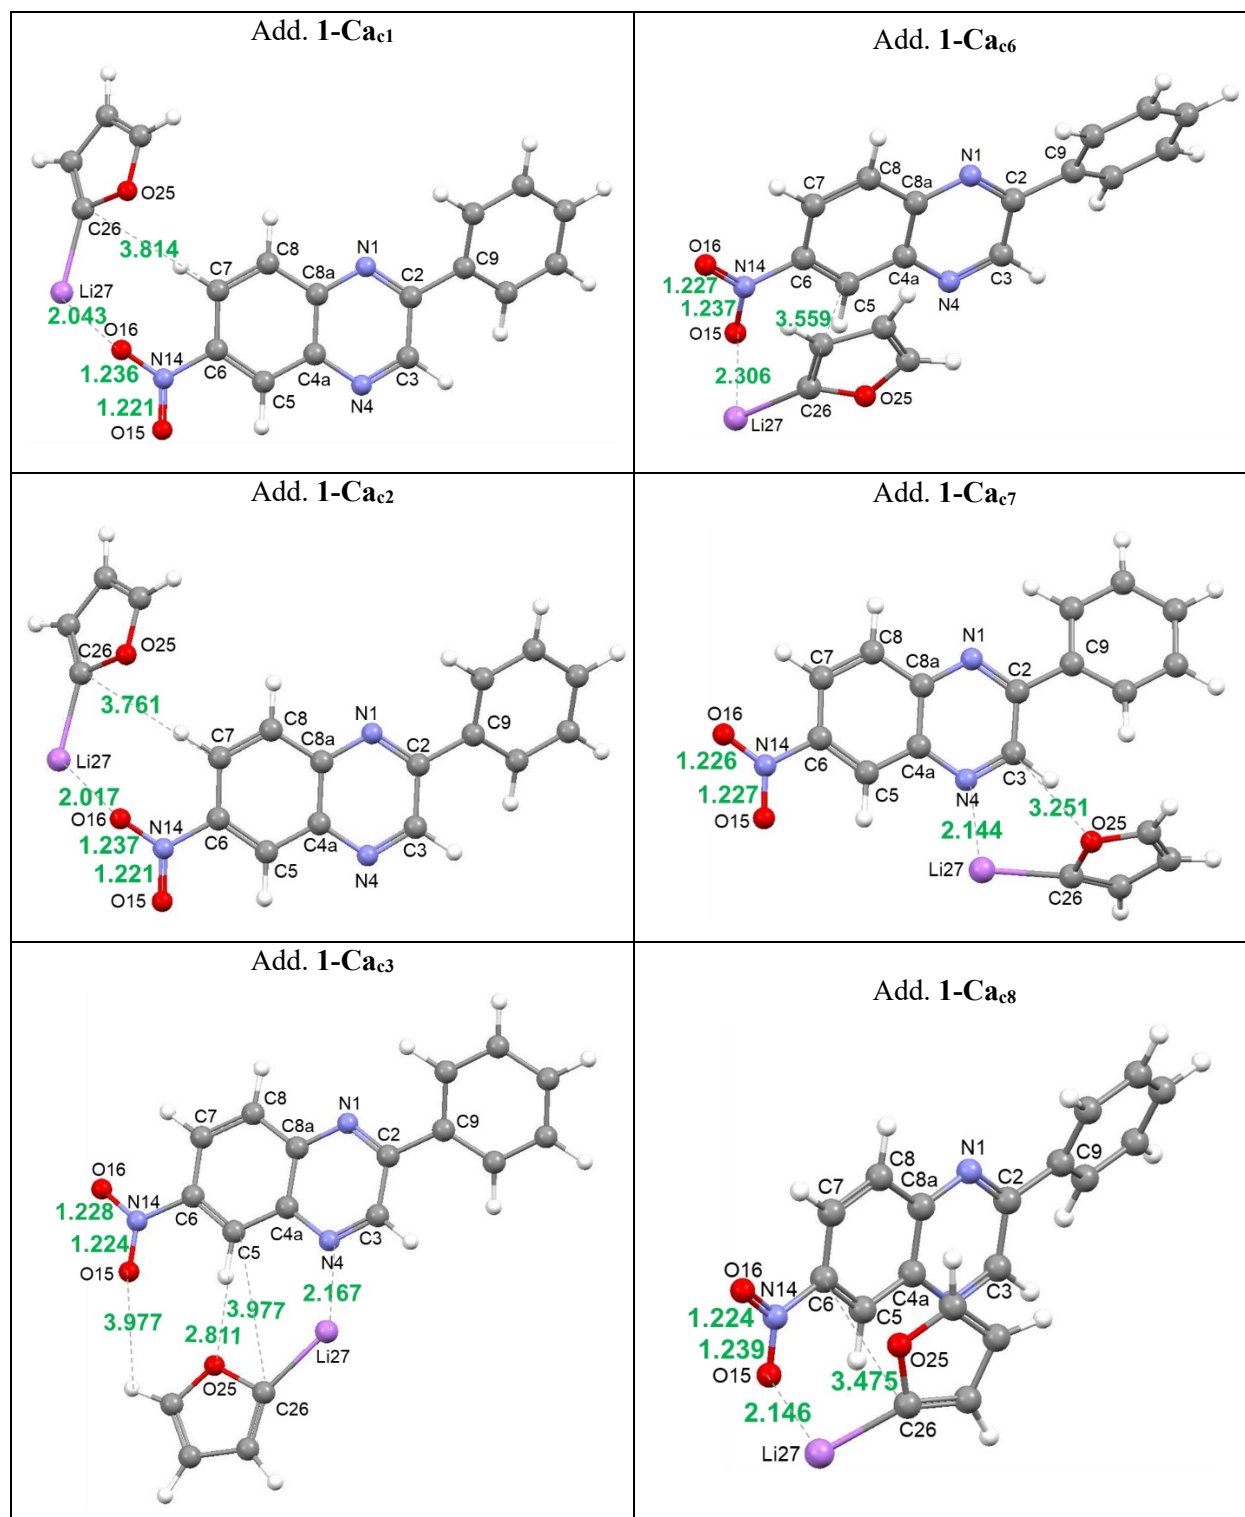 Add. 1-Ca_c1
O25
C26
3.814
C8
N1
C7
C8a
C2
C9
Li27
2.043
O16
N14
1.236
C6
C4a
C3
1.221
C5
N4
O15
Add. 1-Ca_c6
N1
C9
C8
C2
C7
C8a
O16
N14
1.227
C6
C4a
C3
1.237
C5
N4
O15
3.559
2.306
O25
C26
Li27
Add. 1-Ca_c2
C26
O25
3.761
C8
N1
C7
C8a
C2
C9
Li27
2.017
O16
N14
1.237
C6
C4a
C3
1.221
C5
N4
O15
Add. 1-Ca_c7
C8
N1
C7
C9
C8a
C2
O16
N14
1.226
C6
C4a
C3
1.227
C5
N4
3.251
O15
O25
2.144
Li27
C26
Add. 1-Ca_c3
C8
N1
C7
C8a
C2
C9
O16
N14
1.228
C6
C4a
C3
1.224
C5
N4
O15
3.977
3.977
2.167
2.811
Li27
O25
C26
Add. 1-Ca_c8
N1
C8
C2
C9
C7
C8a
O16
N14
C6
C4a
C3
1.224
C5
1.239
O25
O15
3.475
2.146
C26
Li27